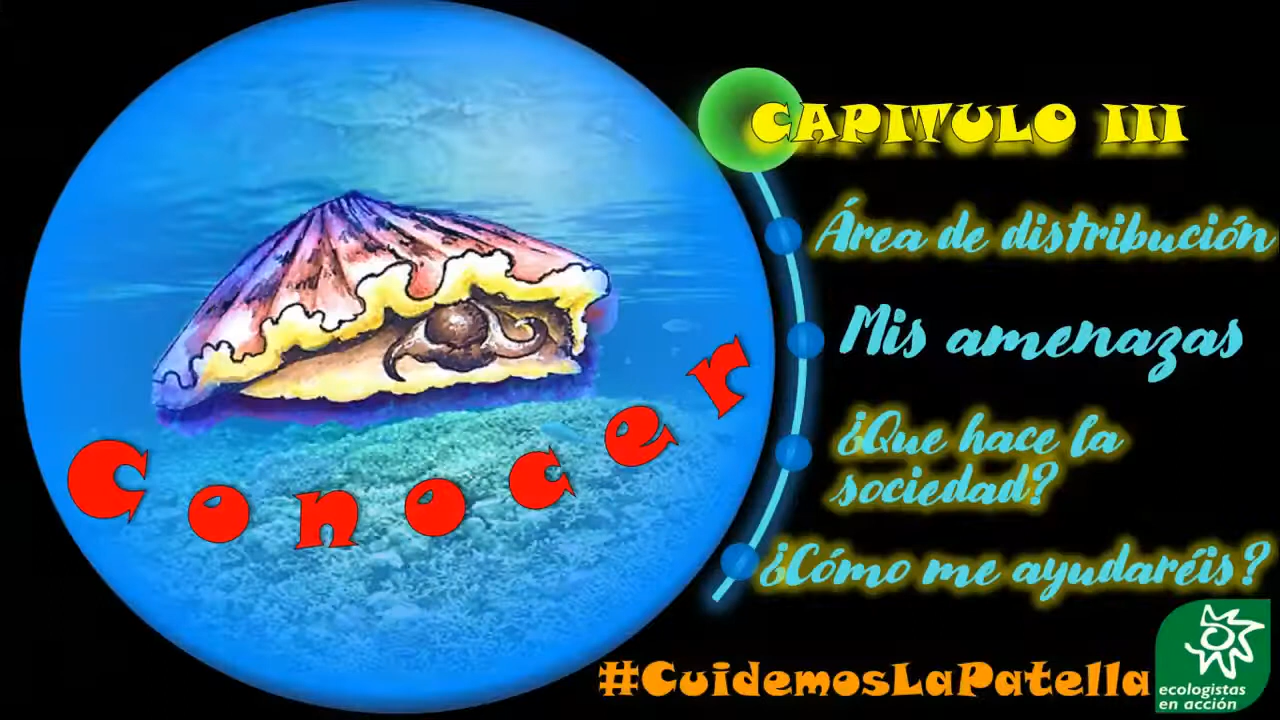 CAPITULO III
Área de distribución
Mis amenazas
¿Que hace la
sociedad?
¿Cómo me ayudaréis?
Conocer
#CuidemosLaPatella
ecologistas
en acción